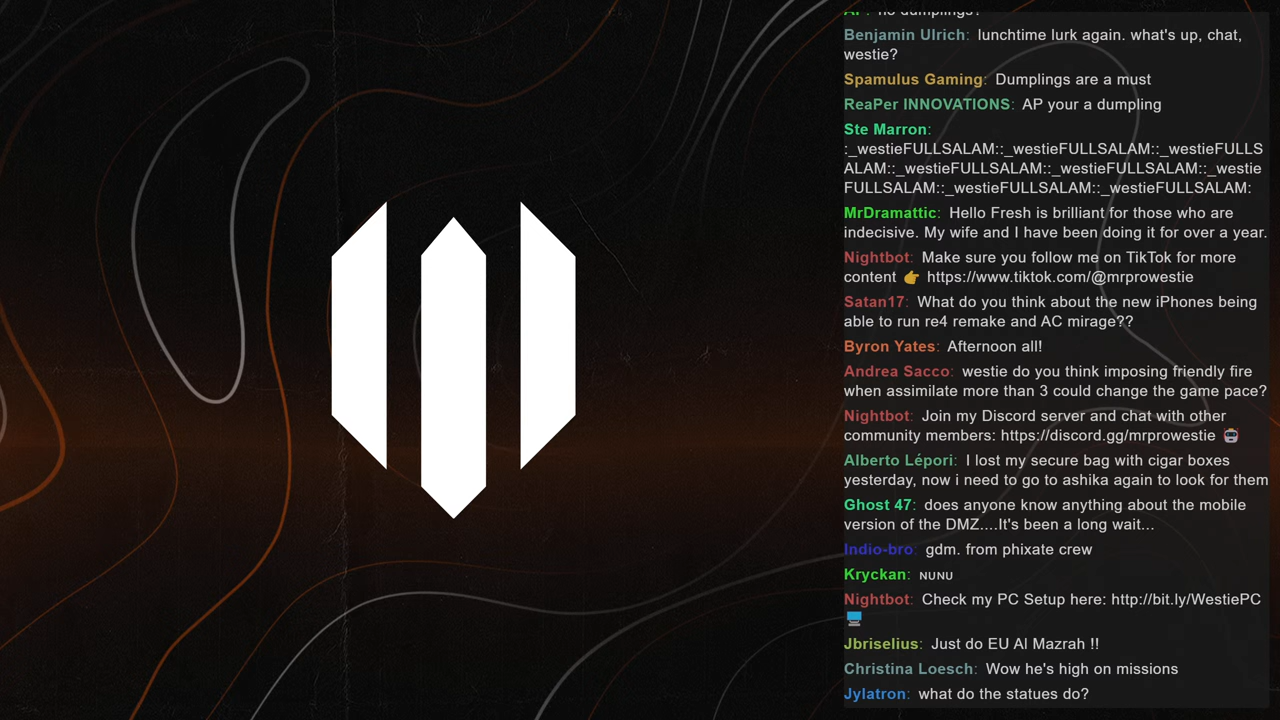 AP: no dumplings?
Benjamin Ulrich: lunchtime lurk again. what's up, chat,
westie?
Spamulus Gaming: Dumplings are a must
ReaPer INNOVATIONS: AP your a dumpling
Ste Marron:
:_westieFULLSALAM::_westieFULLSALAM::_westieFULLS
ALAM::_westieFULLSALAM::_westieFULLSALAM::_westie
FULLSALAM::_westieFULLSALAM::_westieFULLSALAM:
MrDramattic: Hello Fresh is brilliant for those who are
indecisive. My wife and I have been doing it for over a year.
Nightbot: Make sure you follow me on TikTok for more
content 👉 https://www.tiktok.com/@mrprowestie
Satan17: What do you think about the new iPhones being
able to run re4 remake and AC mirage??
Byron Yates: Afternoon all!
Andrea Sacco: westie do you think imposing friendly fire
when assimilate more than 3 could change the game pace?
Nightbot: Join my Discord server and chat with other
community members: https://discord.gg/mrprowestie 🤖
Alberto Lépori: I lost my secure bag with cigar boxes
yesterday, now i need to go to ashika again to look for them
Ghost 47: does anyone know anything about the mobile
version of the DMZ....It's been a long wait...
Indio-bro: gdm. from phixate crew
Kryckan: ɴᴜɴᴜ
Nightbot: Check my PC Setup here: http://bit.ly/WestiePC
🖥️
Jbriselius: Just do EU Al Mazrah !!
Christina Loesch: Wow he's high on missions
Jylatron: what do the statues do?